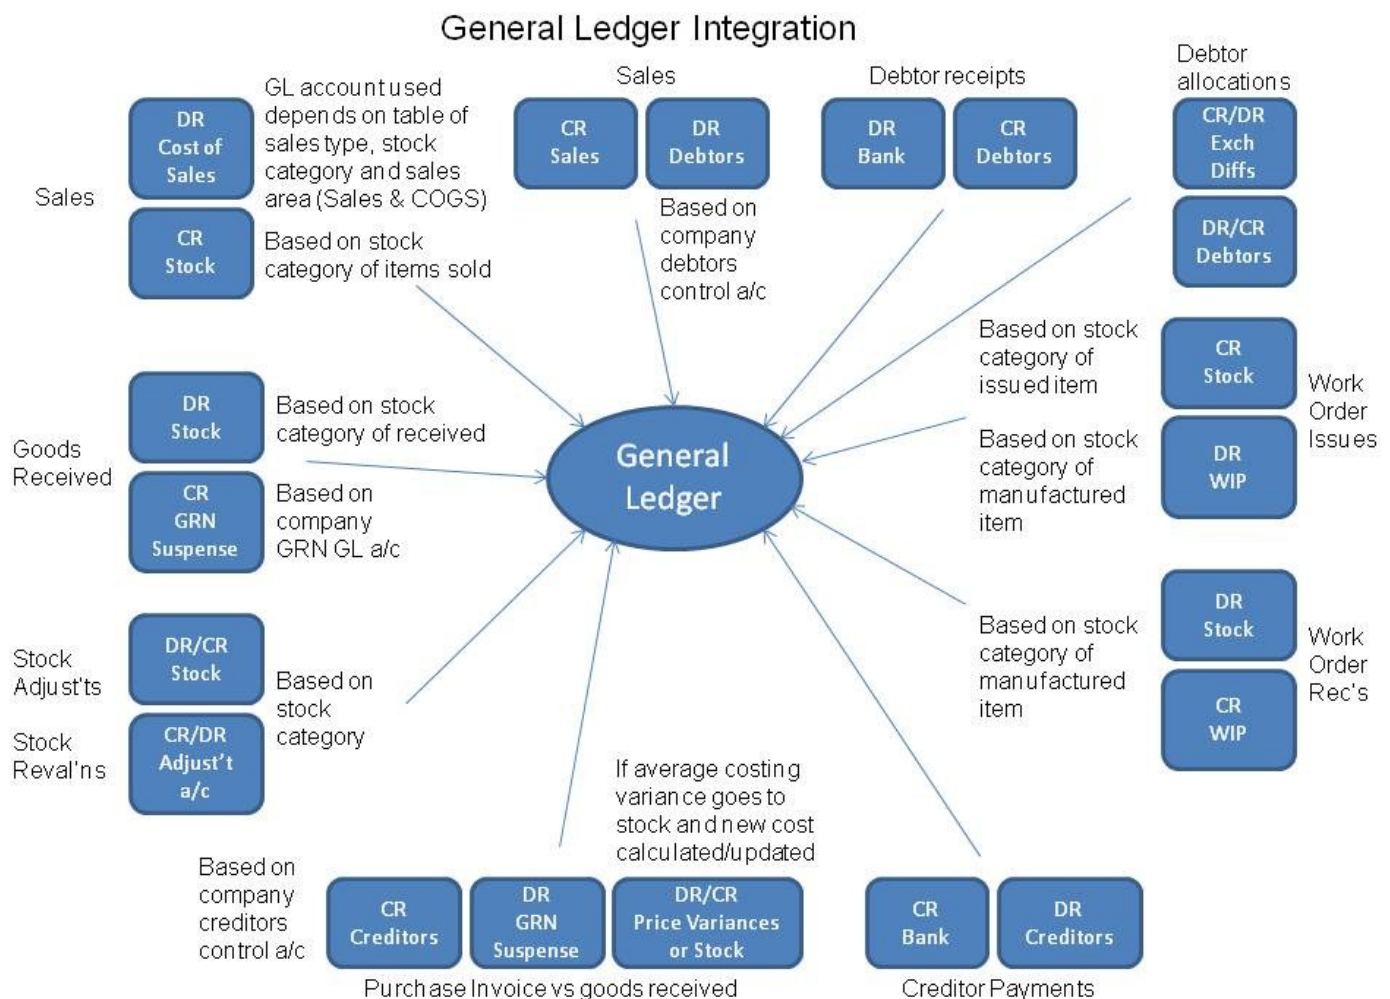 General Ledger Integration
Sales
DR
Cost of
Sales
CR
Stock
GL account used
depends on table of
sales type, stock
category and sales
area (Sales & COGS)
Based on stock
category of items sold
Sales
CR
Sales
DR
Debtors
Based on
company
debtors
control a/c
Debtor receipts
DR
Bank
CR
Debtors
Debtor
allocations
CR/DR
Exch
Diffs
DR/CR
Debtors
Goods
Received
DR
Stock
CR
GRN
Suspense
Based on stock
category of received
Based on
company
GRN GL a/c
General
Ledger
Based on stock
category of
issued item
Based on stock
category of
manufactured
item
CR
Stock
DR
WIP
Work
Order
Issues
Stock
Adjust'ts
Stock
Reval'ns
DR/CR
Stock
CR/DR
Adjust't
a/c
Based on
stock
category
Based on stock
category of
manufactured
item
DR
Stock
CR
WIP
Work
Order
Rec's
If average costing
variance goes to
stock and new cost
calculated/updated
Based on
company
creditors
control a/c
CR
Creditors
DR
GRN
Suspense
DR/CR
Price Variances
or Stock
Purchase Invoice vs goods received
CR
Bank
DR
Creditors
Creditor Payments